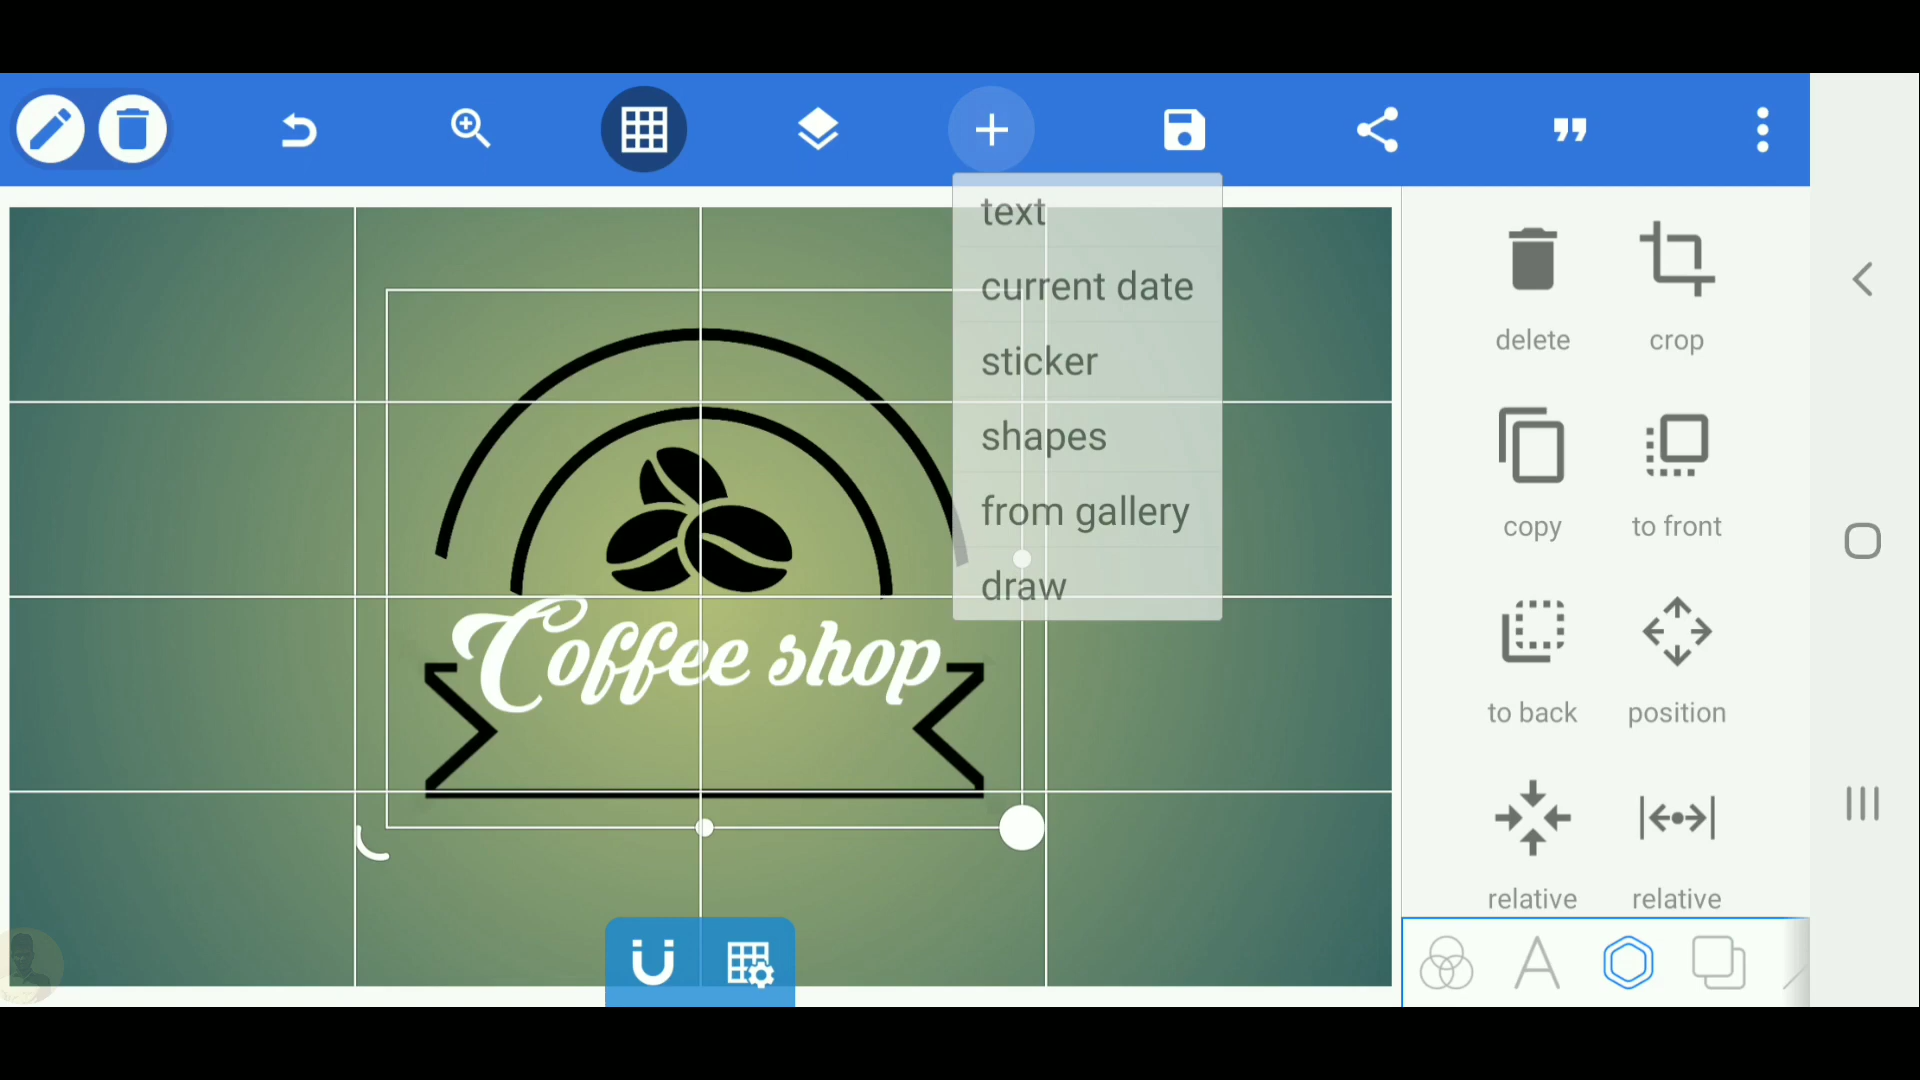 text
current date
sticker
shapes
from gallery
draw
Coffee shop
delete
crop
copy
to front
to back
position
relative
relative